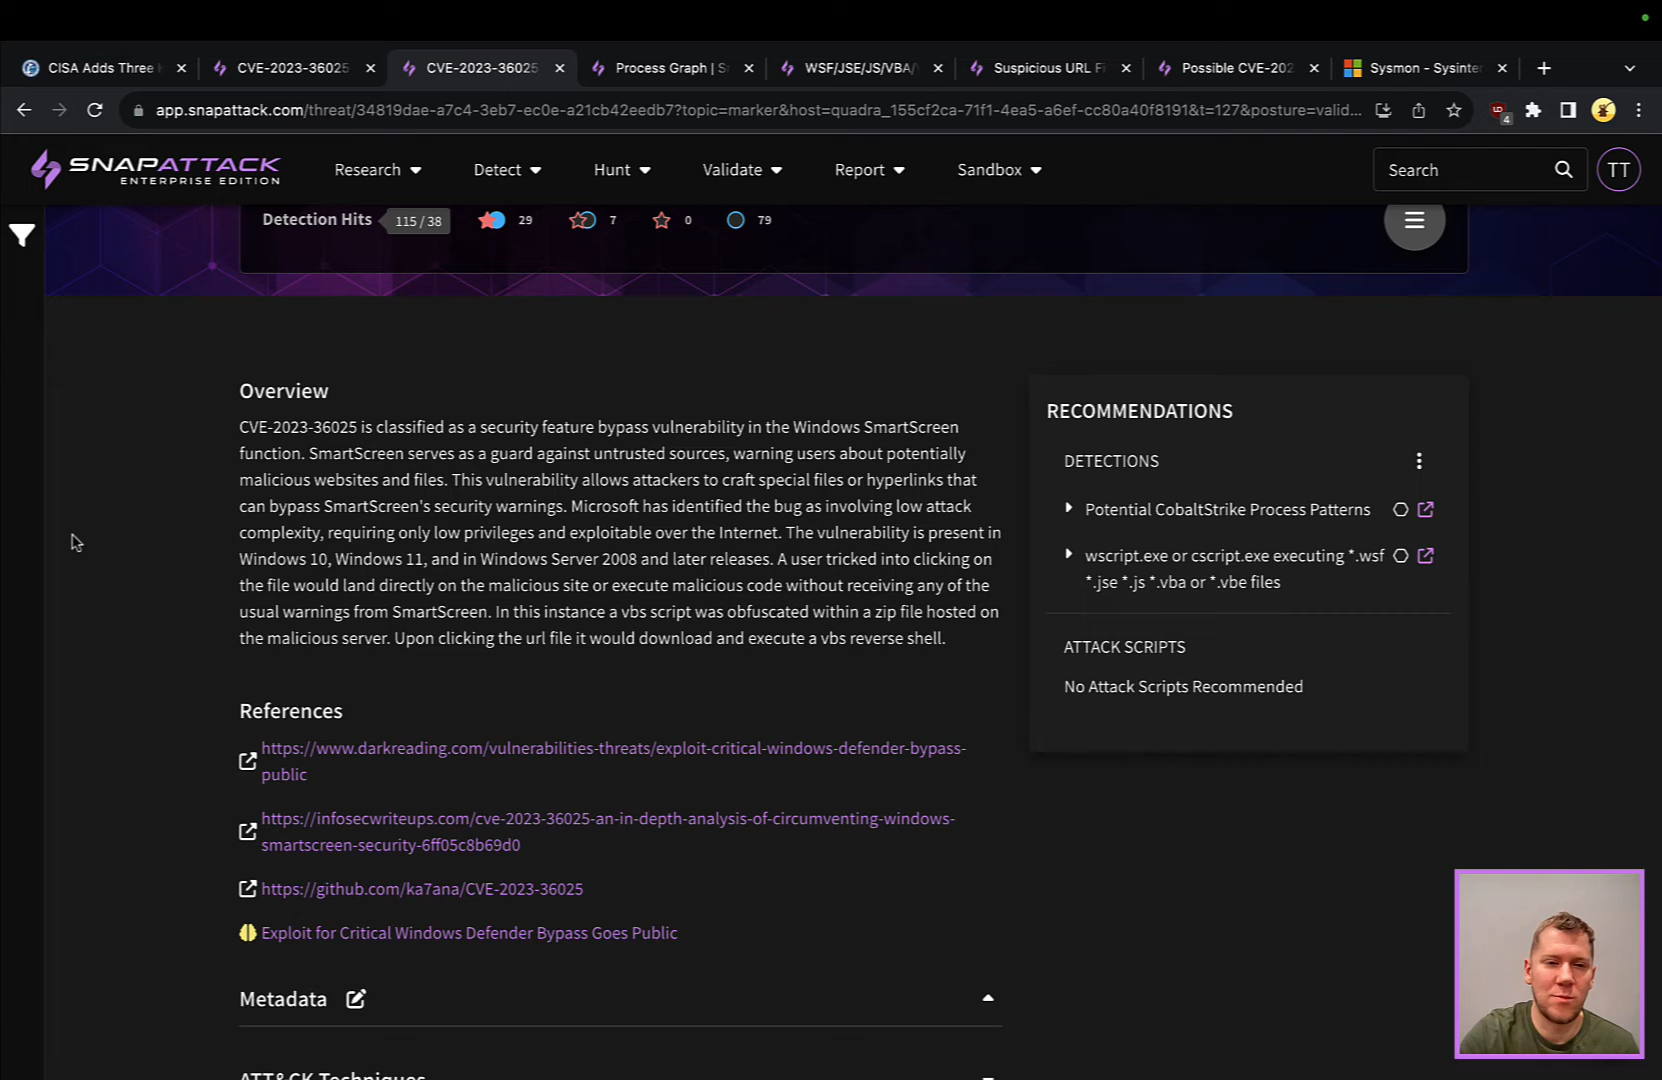 CISA Adds Three
CVE-2023-36025
CVE-2023-36025
Process Graph | S
WSF/JSE/JS/VBA/
Suspicious URL F
Possible CVE-202
Sysmon - Sysinter
app.snapattack.com/threat/34819dae-a7c4-3eb7-ec0e-a21cb42eedb7?topic=marker&host=quadra_155cf2ca-71f1-4ea5-a6ef-cc80a40f8191&t=127&posture=valid...
4
SNAPATTACK
ENTERPRISE EDITION
Research
Detect
Hunt
Validate
Report
Sandbox
Search
TT
Detection Hits
115 / 38
29
7
0
79
Overview
CVE-2023-36025 is classified as a security feature bypass vulnerability in the Windows SmartScreen
function. SmartScreen serves as a guard against untrusted sources, warning users about potentially
malicious websites and files. This vulnerability allows attackers to craft special files or hyperlinks that
can bypass SmartScreen's security warnings. Microsoft has identified the bug as involving low attack
complexity, requiring only low privileges and exploitable over the Internet. The vulnerability is present in
Windows 10, Windows 11, and in Windows Server 2008 and later releases. A user tricked into clicking on
the file would land directly on the malicious site or execute malicious code without receiving any of the
usual warnings from SmartScreen. In this instance a vbs script was obfuscated within a zip file hosted on
the malicious server. Upon clicking the url file it would download and execute a vbs reverse shell.
References
https://www.darkreading.com/vulnerabilities-threats/exploit-critical-windows-defender-bypass-
public
https://infosecwriteups.com/cve-2023-36025-an-in-depth-analysis-of-circumventing-windows-
smartscreen-security-6ff05c8b69d0
https://github.com/ka7ana/CVE-2023-36025
Exploit for Critical Windows Defender Bypass Goes Public
Metadata
ATT&CK Techniques
RECOMMENDATIONS
DETECTIONS
Potential CobaltStrike Process Patterns
wscript.exe or cscript.exe executing *.wsf
*.jse *.js *.vba or *.vbe files
ATTACK SCRIPTS
No Attack Scripts Recommended